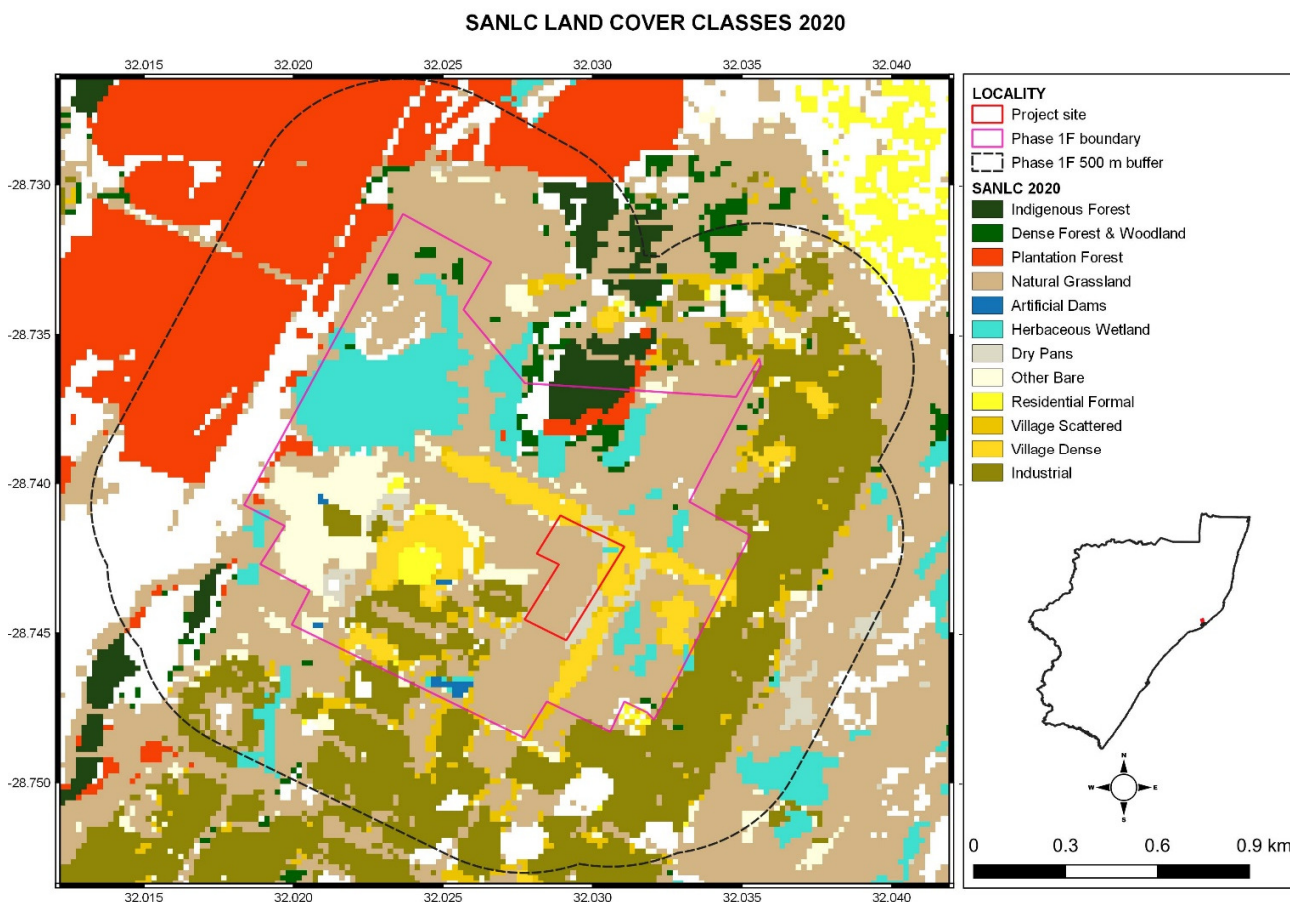 SANLC LAND COVER CLASSES 2020
32.015 32.020 32.025 32.030 32.035 32.040
-28.730
-28.735
-28.740
-28.745
-28.750
32.015 32.020 32.025 32.030 32.035 32.040
LOCALITY
Project site
Phase 1F boundary
Phase 1F 500 m buffer
SANLC 2020
Indigenous Forest
Dense Forest & Woodland
Plantation Forest
Natural Grassland
Artificial Dams
Herbaceous Wetland
Dry Pans
Other Bare
Residential Formal
Village Scattered
Village Dense
Industrial
N
W E
S
0 0.3 0.6 0.9 km